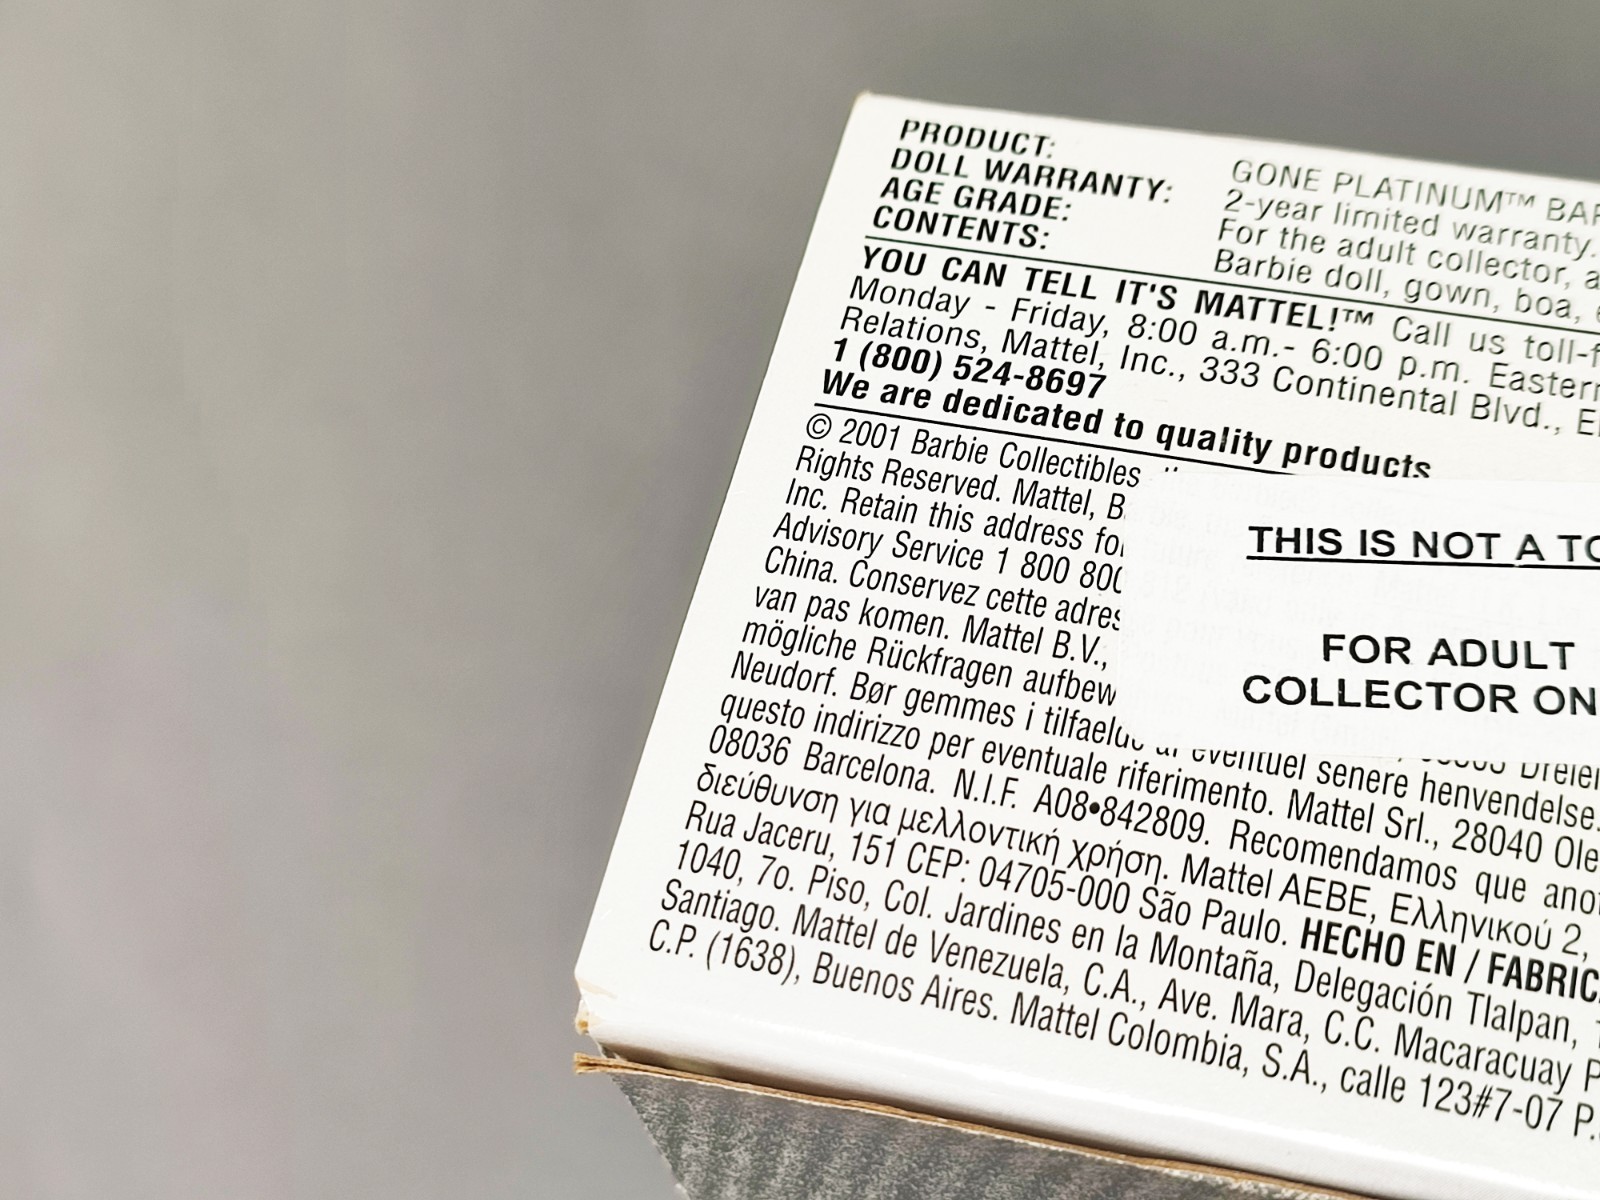 PRODUCT: GONE PLATINUM™
DOLL WARRANTY: 2-year limited warranty.
AGE GRADE: For the adult collector,
CONTENTS: Barbie doll, gown, boa,
YOU CAN TELL IT'S MATTEL!™ Call us
Monday - Friday, 8:00 a.m.- 6:00 p.m.
Relations, Mattel, Inc., 333 Continental Blvd.,
1 (800) 524-8697
We are dedicated to quality products
© 2001 Barbie Collectibles
Rights Reserved. Mattel,
Inc. Retain this address
Advisory Service 1 800
China. Conservez cette
van pas komen. Mattel B.V.,
mögliche Rückfragen
Neudorf. Bør gemmes i eventuel senere henvendelse.
questo indirizzo per eventuale riferimento. Mattel Srl., 28040
08036 Barcelona. N.I.F. A08•842809. Recomendamos que
διεύθυνση για μελλοντική χρήση. Mattel AEBE, Ελληνικού 2,
Rua Jaceru, 151 CEP: 04705-000 São Paulo. HECHO EN /
1040, 7o. Piso, Col. Jardines en la Montaña, Delegación Tlalpan,
Santiago. Mattel de Venezuela, C.A., Ave. Mara, C.C. Macaracuay
C.P. (1638), Buenos Aires. Mattel Colombia, S.A., calle 123#7-07
THIS IS NOT A
FOR ADULT
COLLECTOR